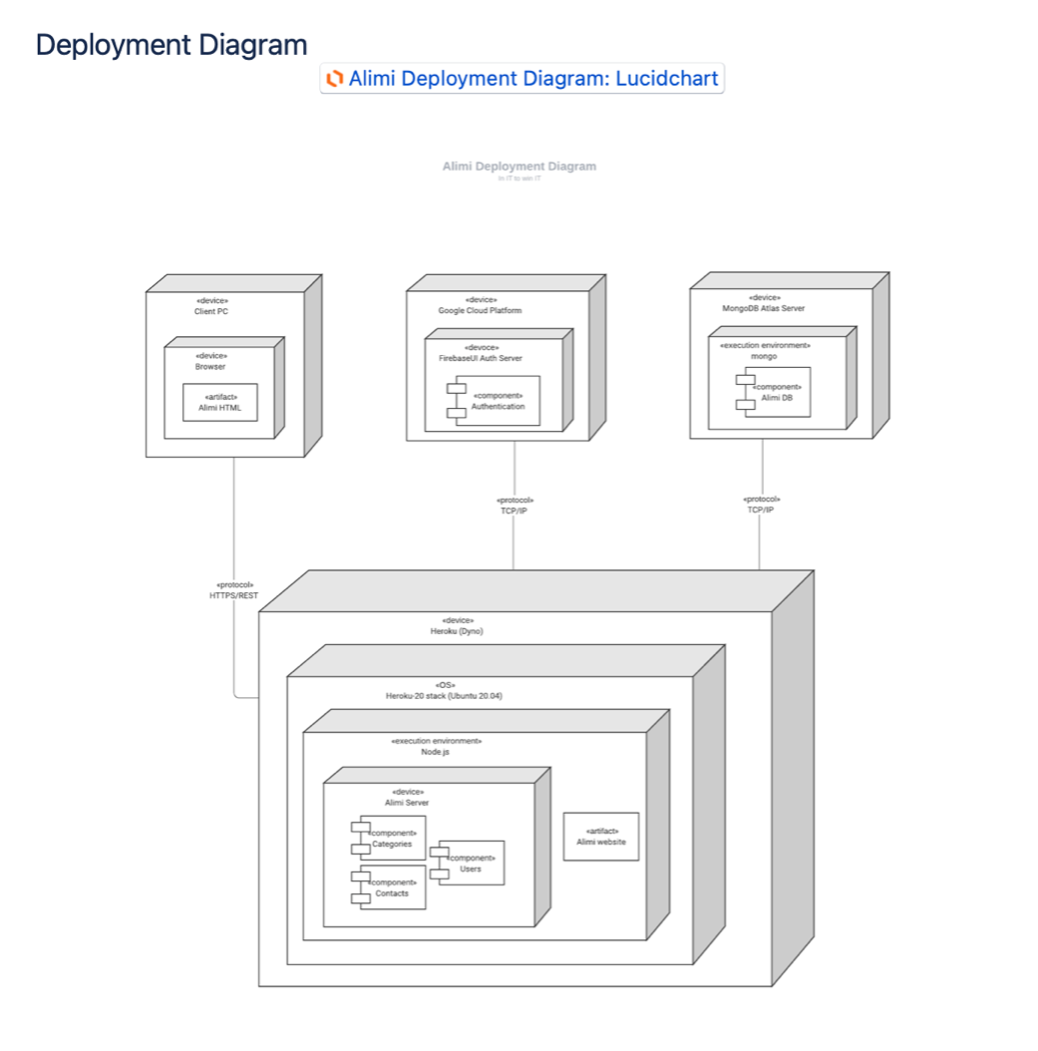 Deployment Diagram
Alimi Deployment Diagram: Lucidchart
Alimi Deployment Diagram
In IT to win IT
«device»
Client PC
«device»
Browser
«artifact»
Alimi HTML
«device»
Google Cloud Platform
«devoce»
FirebaseUI Auth Server
«component»
Authentication
«device»
MongoDB Atlas Server
«execution environment»
mongo
«component»
Alimi DB
«protocol»
TCP/IP
«protocol»
TCP/IP
«protocol»
HTTPS/REST
«device»
Heroku (Dyno)
«OS»
Heroku-20 stack (Ubuntu 20.04)
«execution environment»
Node.js
«device»
Alimi Server
«component»
Categories
«component»
Users
«component»
Contacts
«artifact»
Alimi website